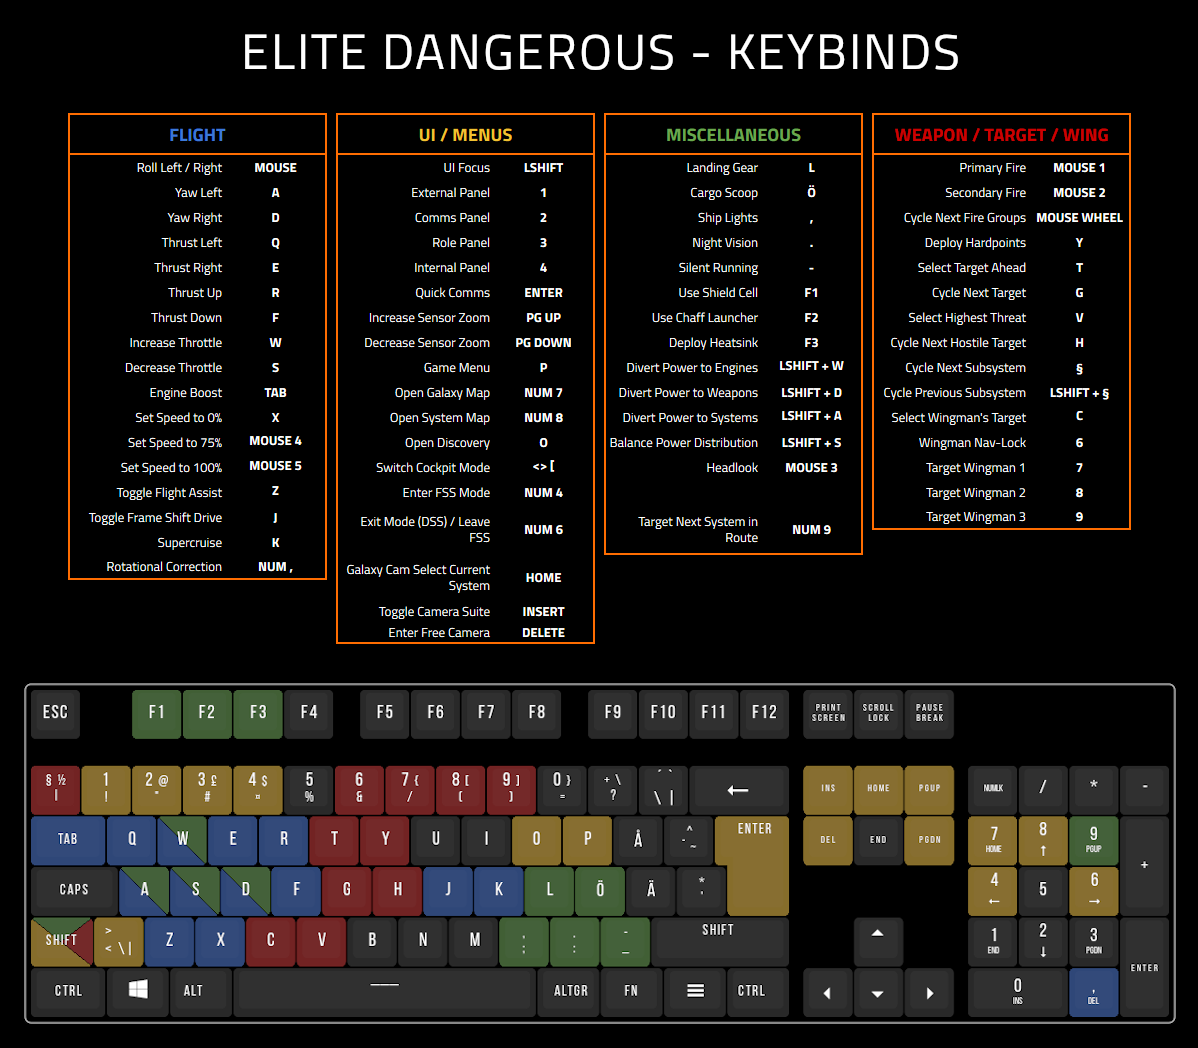 ELITE DANGEROUS - KEYBINDS
FLIGHT
Roll Left / Right MOUSE
Yaw Left A
Yaw Right D
Thrust Left Q
Thrust Right E
Thrust Up R
Thrust Down F
Increase Throttle W
Decrease Throttle S
Engine Boost TAB
Set Speed to 0% X
Set Speed to 75% MOUSE 4
Set Speed to 100% MOUSE 5
Toggle Flight Assist Z
Toggle Frame Shift Drive J
Supercruise K
Rotational Correction NUM ,
UI / MENUS
UI Focus LSHIFT
External Panel 1
Comms Panel 2
Role Panel 3
Internal Panel 4
Quick Comms ENTER
Increase Sensor Zoom PG UP
Decrease Sensor Zoom PG DOWN
Game Menu P
Open Galaxy Map NUM 7
Open System Map NUM 8
Open Discovery O
Switch Cockpit Mode <> [
Enter FSS Mode NUM 4
Exit Mode (DSS) / Leave
FSS NUM 6
Galaxy Cam Select Current
System HOME
Toggle Camera Suite INSERT
Enter Free Camera DELETE
MISCELLANEOUS
Landing Gear L
Cargo Scoop Ö
Ship Lights ,
Night Vision .
Silent Running -
Use Shield Cell F1
Use Chaff Launcher F2
Deploy Heatsink F3
Divert Power to Engines LSHIFT + W
Divert Power to Weapons LSHIFT + D
Divert Power to Systems LSHIFT + A
Balance Power Distribution LSHIFT + S
Headlook MOUSE 3
Target Next System in
Route NUM 9
WEAPON / TARGET / WING
Primary Fire MOUSE 1
Secondary Fire MOUSE 2
Cycle Next Fire Groups MOUSE WHEEL
Deploy Hardpoints Y
Select Target Ahead T
Cycle Next Target G
Select Highest Threat V
Cycle Next Hostile Target H
Cycle Next Subsystem §
Cycle Previous Subsystem LSHIFT + §
Select Wingman's Target C
Wingman Nav-Lock 6
Target Wingman 1 7
Target Wingman 2 8
Target Wingman 3 9
ESC F1 F2 F3 F4 F5 F6 F7 F8 F9 F10 F11 F12 PRINT SCREEN SCROLL LOCK PAUSE BREAK
§ ½ | 1 ! 2 @ " 3 £ # 4 $ ¤ 5 % 6 & 7 { / 8 [ ( 9 ] ) 0 } = + \ ? ´ ` \ | ← INS HOME PGUP NUMLK / * -
TAB Q W E R T Y U I O P Å ^ ¨ ~ ENTER DEL END PGDN 7 HOME 8 ↑ 9 PGUP +
CAPS A S D F G H J K L Ö Ä * ' 4 ← 5 6 →
SHIFT > < \ | Z X C V B N M ; : - _ SHIFT 1 END 2 ↓ 3 PGDN ENTER
CTRL ALT ALTGR FN CTRL 0 INS , DEL